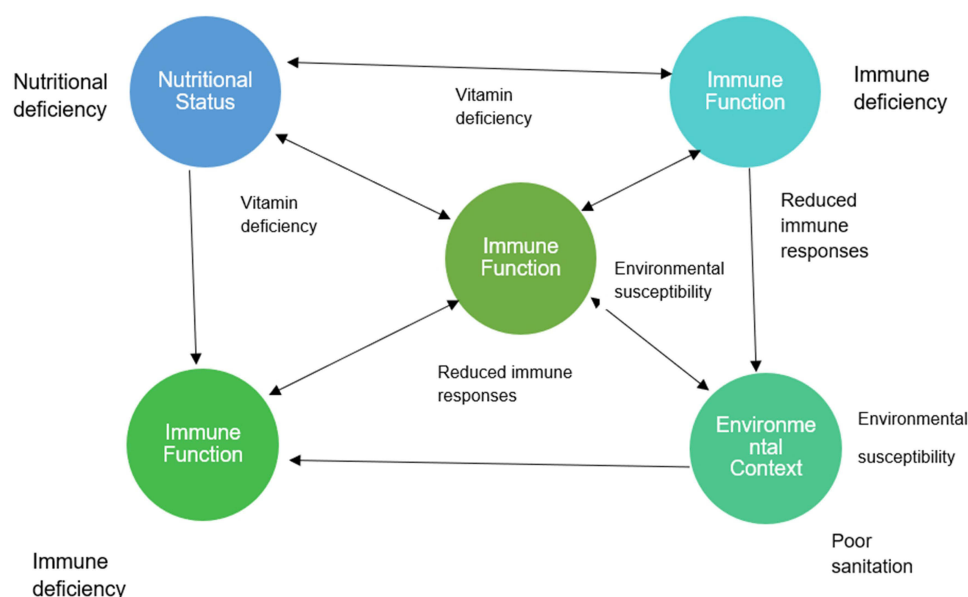 Nutritional
deficiency
Nutritional
Status
Vitamin
deficiency
Immune
Function
Immune
deficiency
Vitamin
deficiency
Immune
Function
Environmental
susceptibility
Reduced
immune
responses
Reduced immune
responses
Immune
Function
Environme
ntal
Context
Environmental
susceptibility
Immune
deficiency
Poor
sanitation